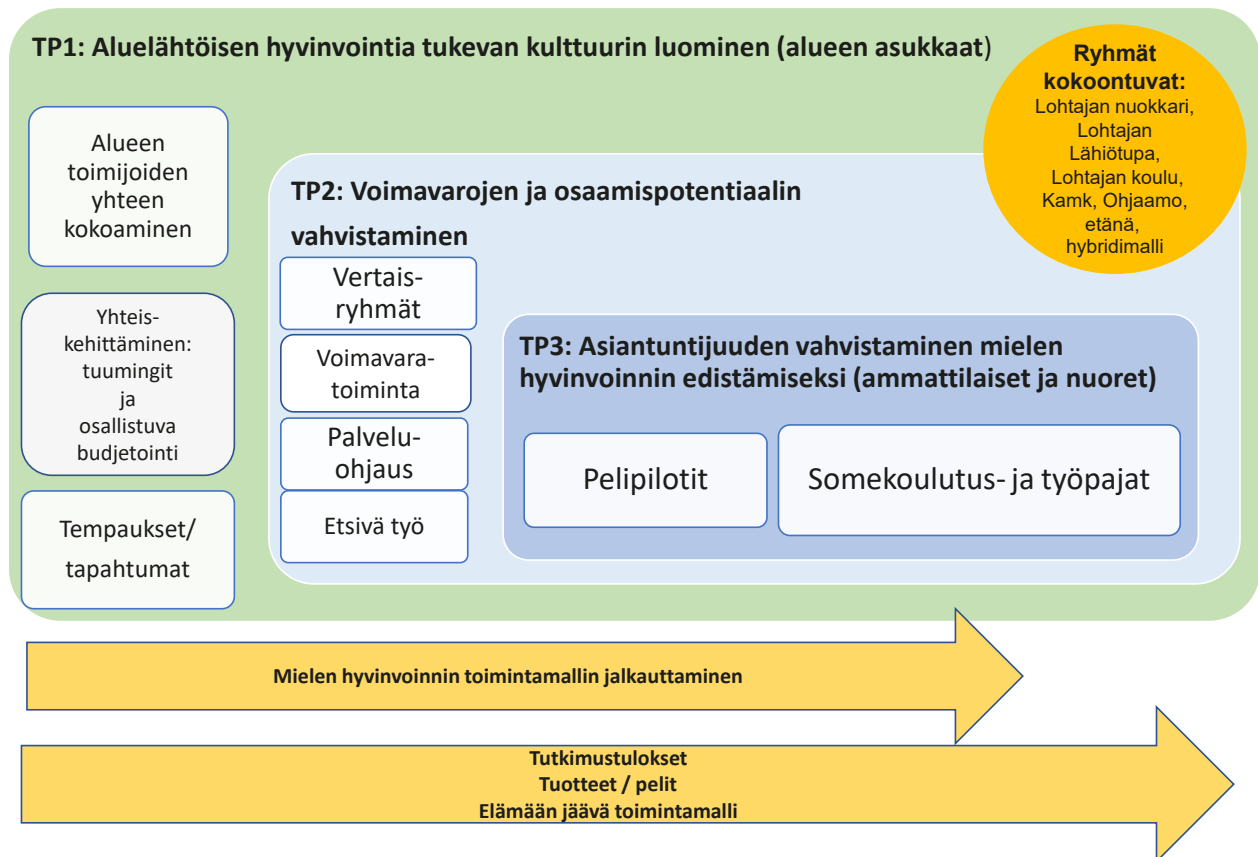 TP1: Aluelähtöisen hyvinvointia tukevan kulttuurin luominen (alueen asukkaat)
Ryhmät
kokoontuvat:
Lohtajan nuokkari,
Lohtajan
Lähiötupa,
Lohtajan koulu,
Kamk, Ohjaamo,
etänä,
hybridimalli
Alueen
toimijoiden
yhteen
kokoaminen
Yhteis-
kehittäminen:
tuumingit
ja
osallistuva
budjetointi
Tempaukset/
tapahtumat
TP2: Voimavarojen ja osaamispotentiaalin
vahvistaminen
Vertais-
ryhmät
Voimavara-
toiminta
Palvelu-
ohjaus
Etsivä työ
TP3: Asiantuntijuuden vahvistaminen mielen
hyvinvoinnin edistämiseksi (ammattilaiset ja nuoret)
Pelipilotit
Somekoulutus- ja työpajat
Mielen hyvinvoinnin toimintamallin jalkauttaminen
Tutkimustulokset
Tuotteet / pelit
Elämään jäävä toimintamalli